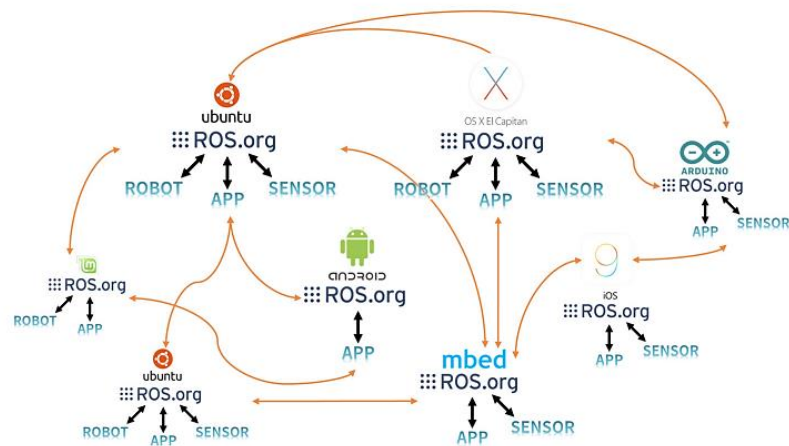 ubuntu
ROS.org
ROBOT
APP
SENSOR
OS X El Capitan
ROS.org
ROBOT
APP
SENSOR
ARDUINO
ROS.org
APP
SENSOR
ROS.org
ROBOT
APP
ANDROID
ROS.org
APP
9
iOS
ROS.org
APP
SENSOR
ubuntu
ROS.org
ROBOT
APP
SENSOR
mbed
ROS.org
APP
SENSOR